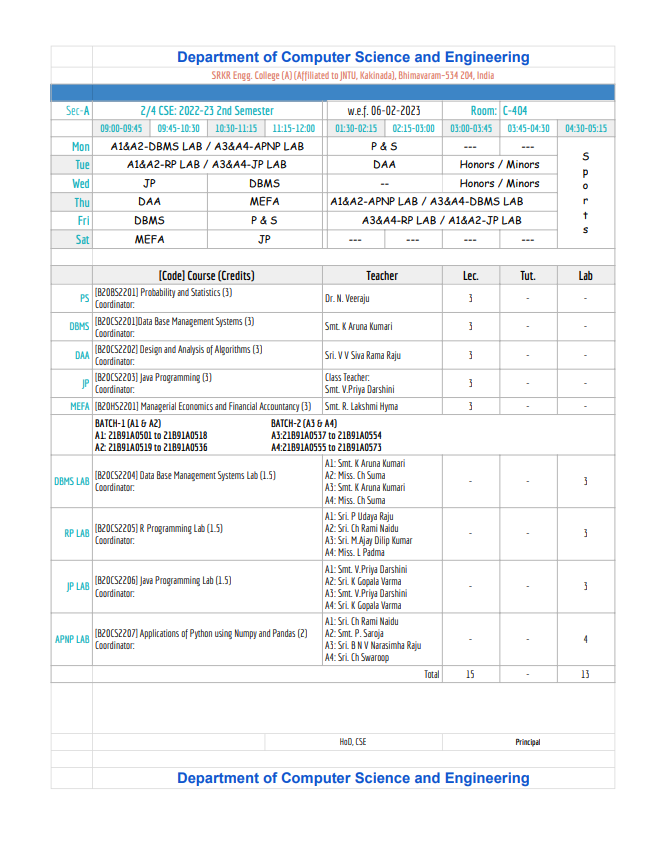 Department of Computer Science and Engineering
SRKR Engg. College (A) (Affiliated to JNTU, Kakinada), Bhimavaram-534 204, India
Sec-A 2/4 CSE: 2022-23 2nd Semester w.e.f. 06-02-2023 Room: C-404
09:00-09:45 09:45-10:30 10:30-11:15 11:15-12:00 01:30-02:15 02:15-03:00 03:00-03:45 03:45-04:30 04:30-05:15
Mon A1&A2-DBMS LAB / A3&A4-APNP LAB P & S --- --- Sports
Tue A1&A2-RP LAB / A3&A4-JP LAB DAA Honors / Minors
Wed JP DBMS -- Honors / Minors
Thu DAA MEFA A1&A2-APNP LAB / A3&A4-DBMS LAB
Fri DBMS P & S A3&A4-RP LAB / A1&A2-JP LAB
Sat MEFA JP --- --- --- ---
[Code] Course (Credits) Teacher Lec. Tut. Lab
PS [B20BS2201] Probability and Statistics (3) Dr. N. Veeraju 3 - -
Coordinator:
DBMS [B20CS2201]Data Base Management Systems (3) Smt. K Aruna Kumari 3 - -
Coordinator:
DAA [B20CS2202] Design and Analysis of Algorithms (3) Sri. V V Siva Rama Raju 3 - -
Coordinator:
JP [B20CS2203] Java Programming (3) Class Teacher: 3 - -
Coordinator: Smt. V.Priya Darshini
MEFA [B20HS2201] Managerial Economics and Financial Accountancy (3) Smt. R. Lakshmi Hyma 3 - -
BATCH-1 (A1 & A2) BATCH-2 (A3 & A4)
A1: 21B91A0501 to 21B91A0518 A3:21B91A0537 to 21B91A0554
A2: 21B91A0519 to 21B91A0536 A4:21B91A0555 to 21B91A0573
DBMS LAB [B20CS2204] Data Base Management Systems Lab (1.5) - - 3
Coordinator:
A1: Smt. K Aruna Kumari
A2: Miss. Ch Suma
A3: Smt. K Aruna Kumari
A4: Miss. Ch Suma
RP LAB [B20CS2205] R Programming Lab (1.5) - - 3
Coordinator:
A1: Sri. P Udaya Raju
A2: Sri. Ch Rami Naidu
A3: Sri. M.Ajay Dilip Kumar
A4: Miss. L Padma
JP LAB [B20CS2206] Java Programming Lab (1.5) - - 3
Coordinator:
A1: Smt. V.Priya Darshini
A2: Sri. K Gopala Varma
A3: Smt. V.Priya Darshini
A4: Sri. K Gopala Varma
APNP LAB [B20CS2207] Applications of Python using Numpy and Pandas (2) - - 4
Coordinator:
A1: Sri. Ch Rami Naidu
A2: Smt. P. Saroja
A3: Sri. B N V Narasimha Raju
A4: Sri. Ch Swaroop
Total 15 - 13
HoD, CSE Principal
Department of Computer Science and Engineering